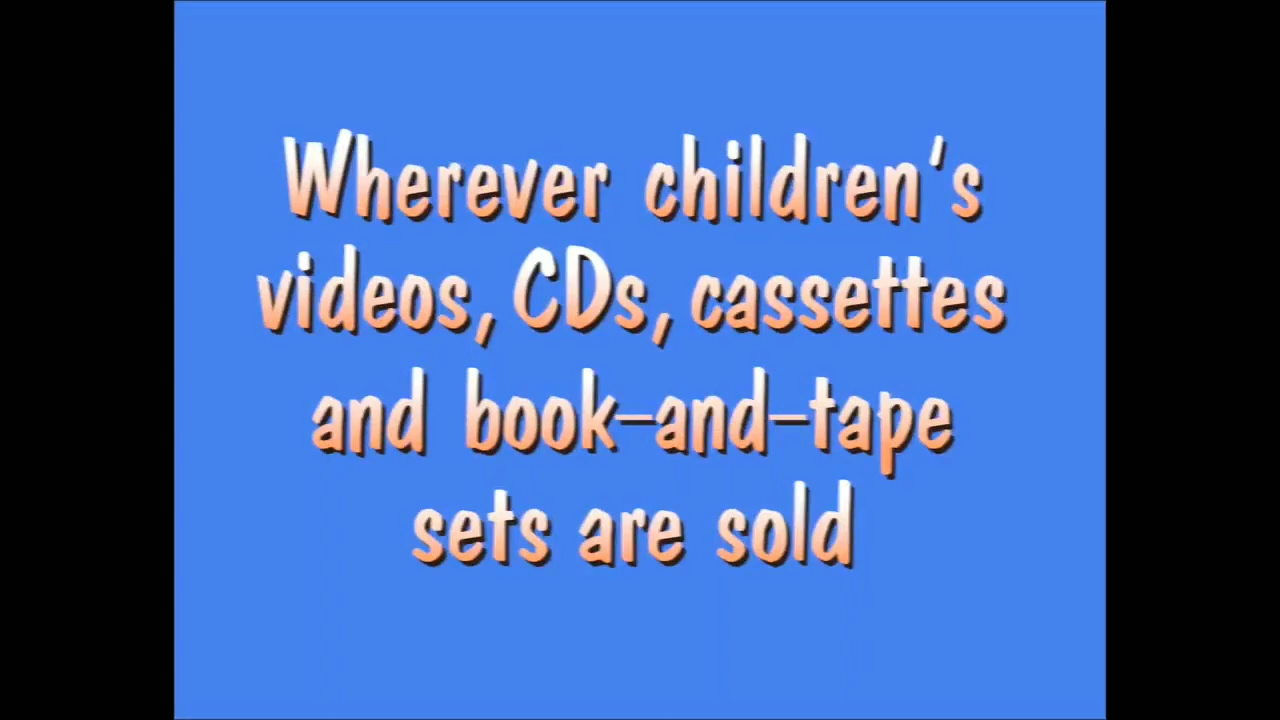 Wherever children's
videos, CDs, cassettes
and book-and-tape
sets are sold